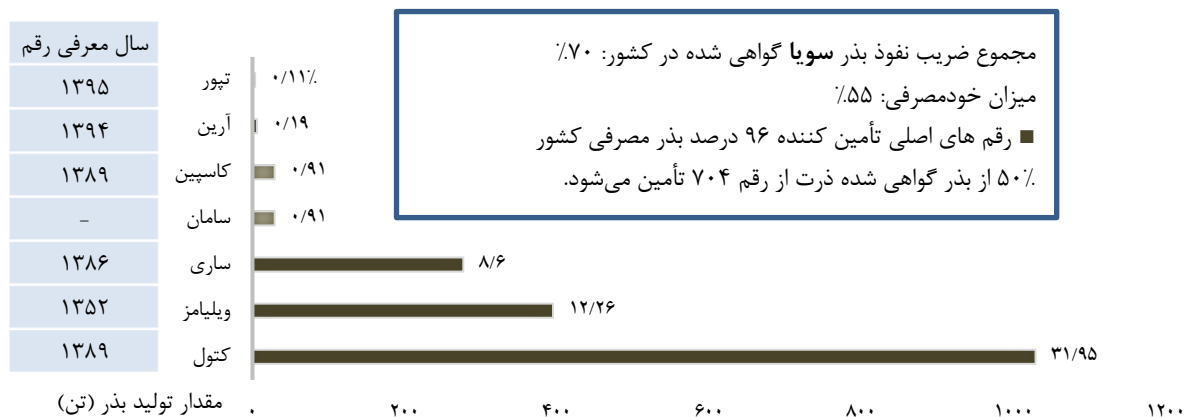 مجموع ضریب نفوذ بذر سویا گواهی شده در کشور: ۷۰٪
میزان خودمصرفی: ۵۵٪
رقم های اصلی تأمین کننده ۹۶ درصد بذر مصرفی کشور
۵۰٪ از بذر گواهی شده ذرت از رقم ۷۰۴ تأمین می‌شود.
سال معرفی رقم
۱۳۹۵ تپور ۰/۱۱٪
۱۳۹۴ آرین ۰/۱۹
۱۳۸۹ کاسپین ۰/۹۱
- سامان ۰/۹۱
۱۳۸۶ ساری ۸/۶
۱۳۵۲ ویلیامز ۱۲/۲۶
۱۳۸۹ کتول ۳۱/۹۵
مقدار تولید بذر (تن) ۰ ۲۰۰ ۴۰۰ ۶۰۰ ۸۰۰ ۱۰۰۰ ۱۲۰۰